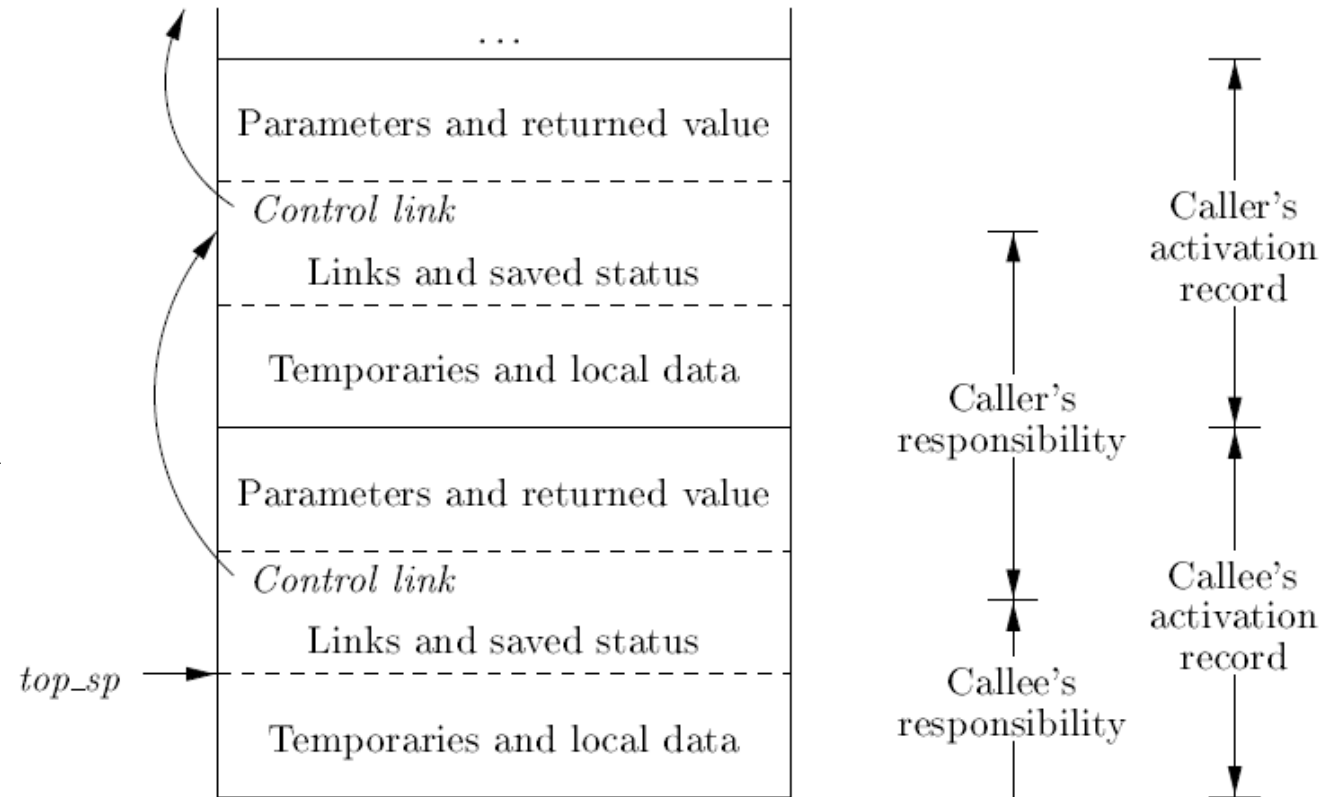 ...
Parameters and returned value
Control link
Links and saved status
Temporaries and local data
Parameters and returned value
Control link
Links and saved status
top_sp
Temporaries and local data
Caller's
responsibility
Callee's
responsibility
Caller's
activation
record
Callee's
activation
record